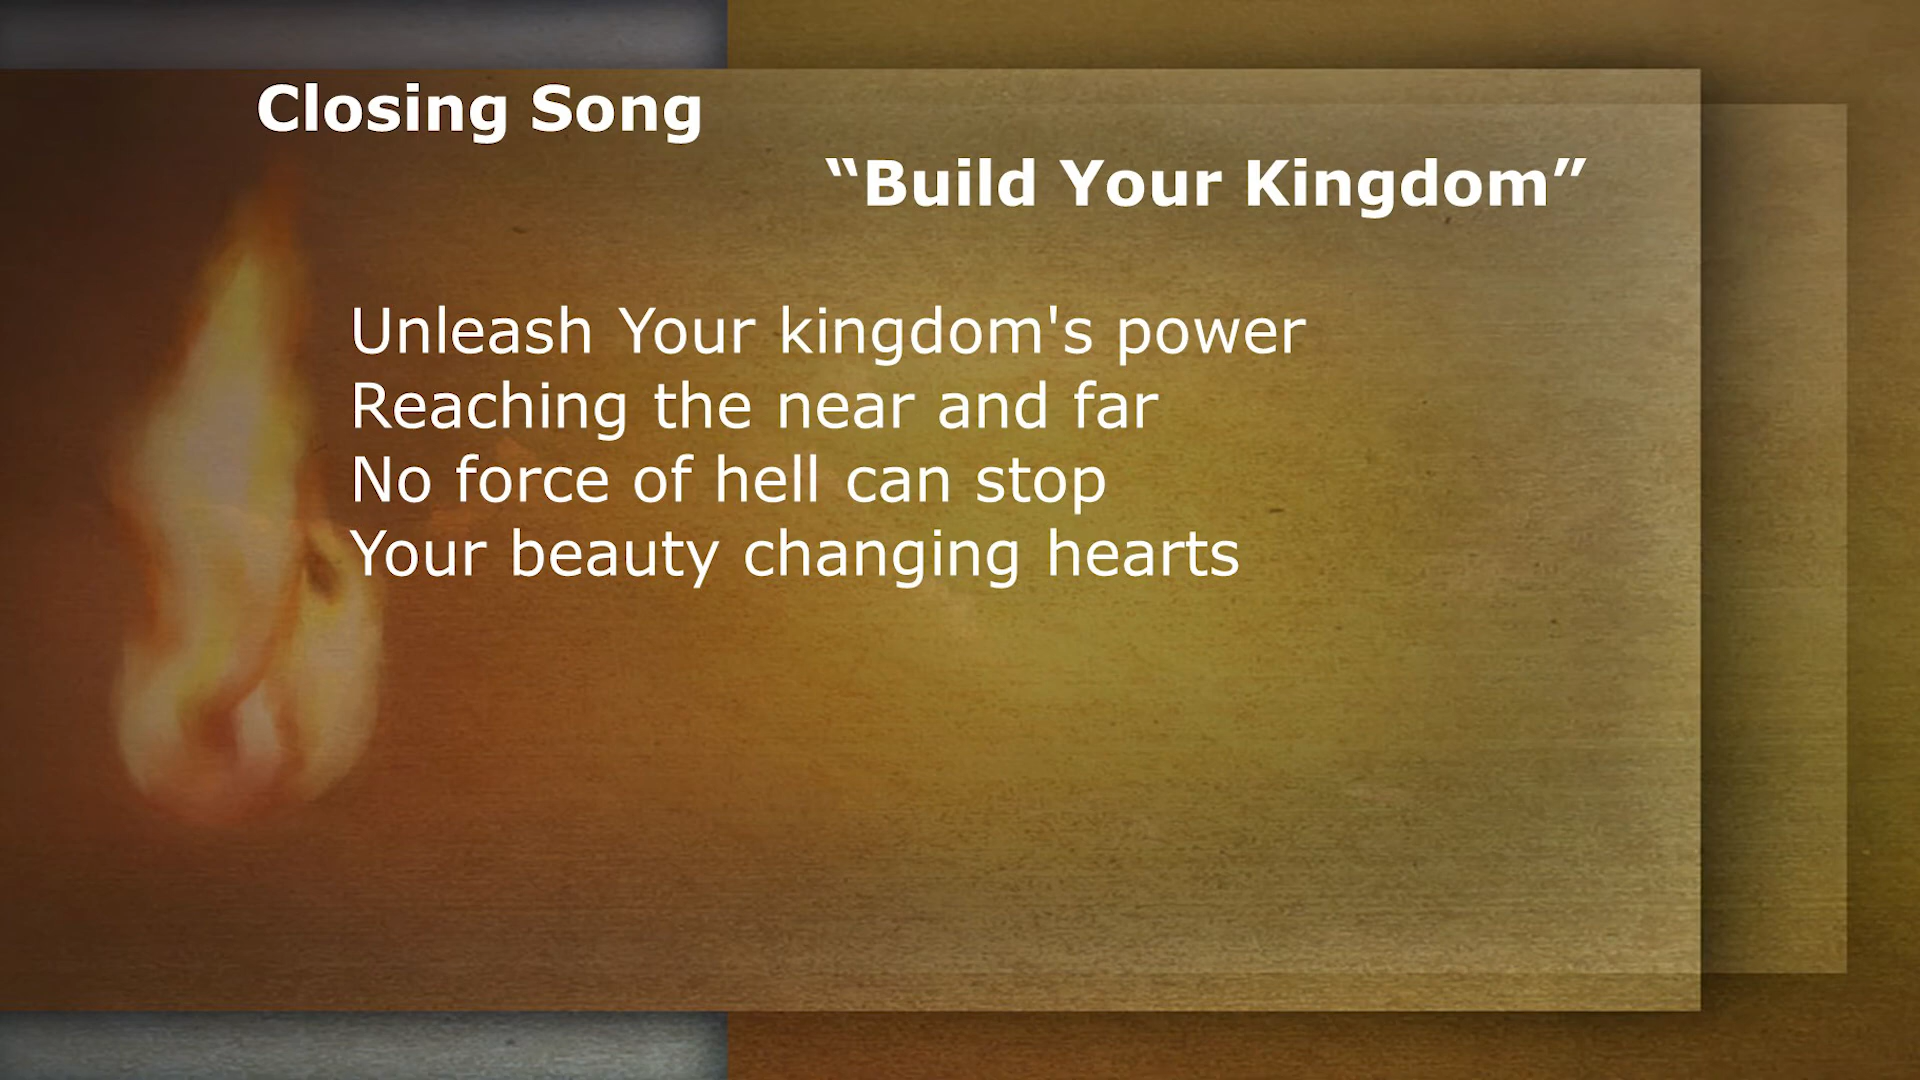 Closing Song
“Build Your Kingdom”
Unleash Your kingdom's power
Reaching the near and far
No force of hell can stop
Your beauty changing hearts